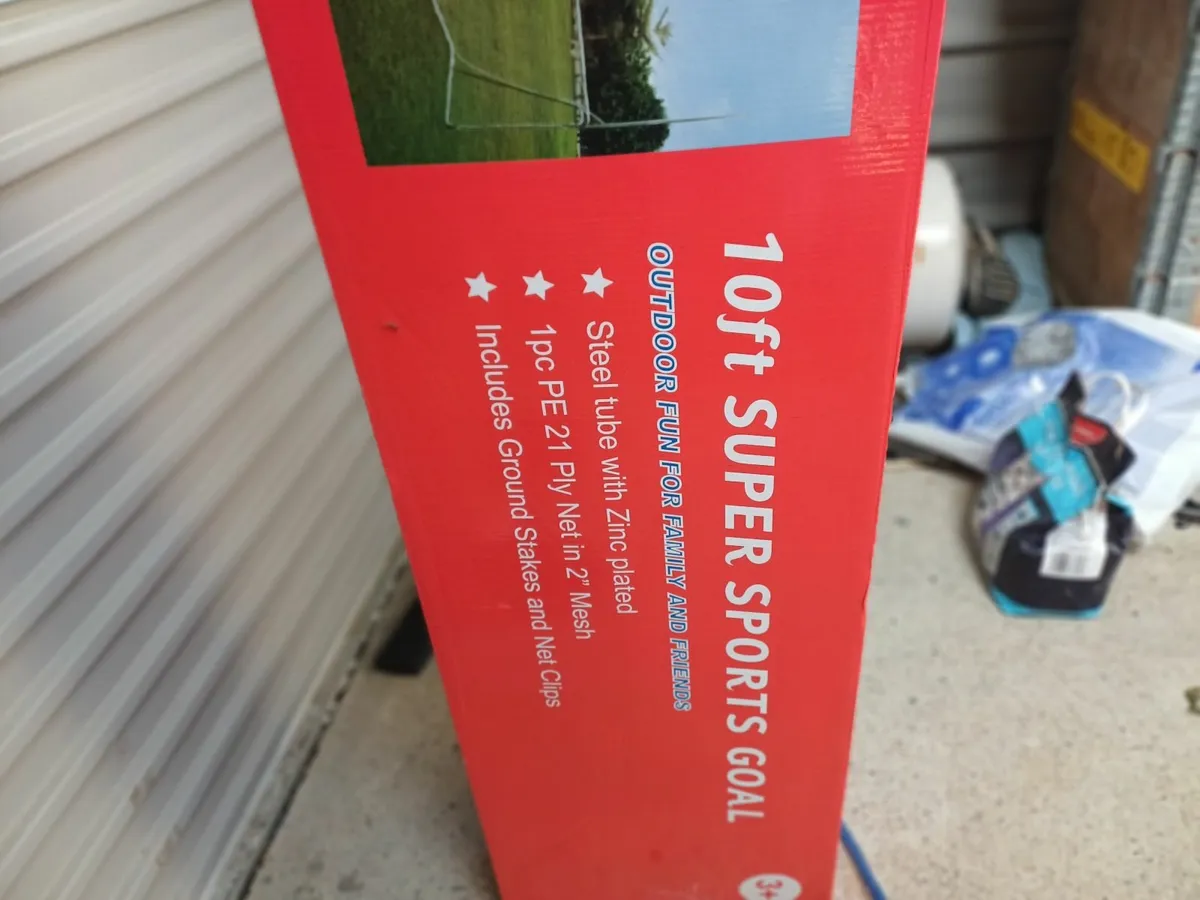 10ft SUPER SPORTS GOAL
OUTDOOR FUN FOR FAMILY AND FRIENDS
Steel tube with Zinc plated
1pc PE 21 Ply Net in 2” Mesh
Includes Ground Stakes and Net Clips
3+